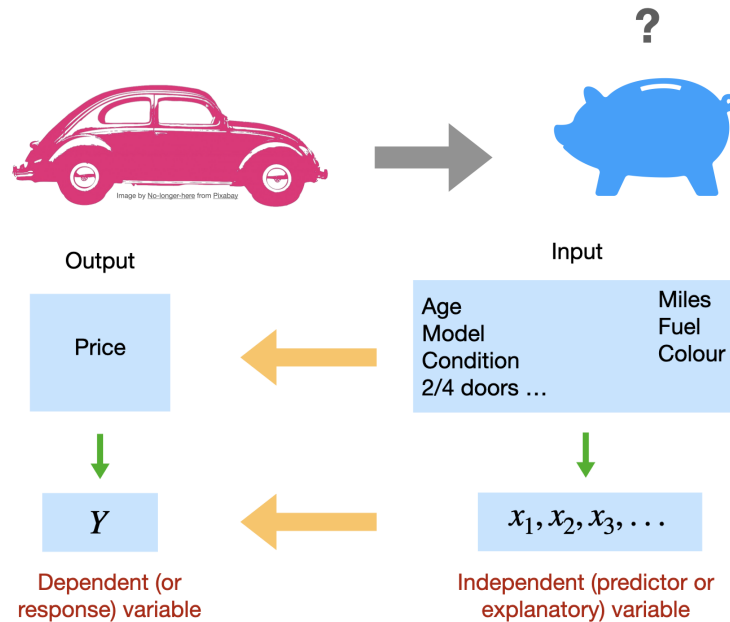 ?
Image by No-longer-here from Pixabay
Output
Input
Price
Age
Model
Condition
2/4 doors ...
Miles
Fuel
Colour
Y
x₁, x₂, x₃, ...
Dependent (or
response) variable
Independent (predictor or
explanatory) variable